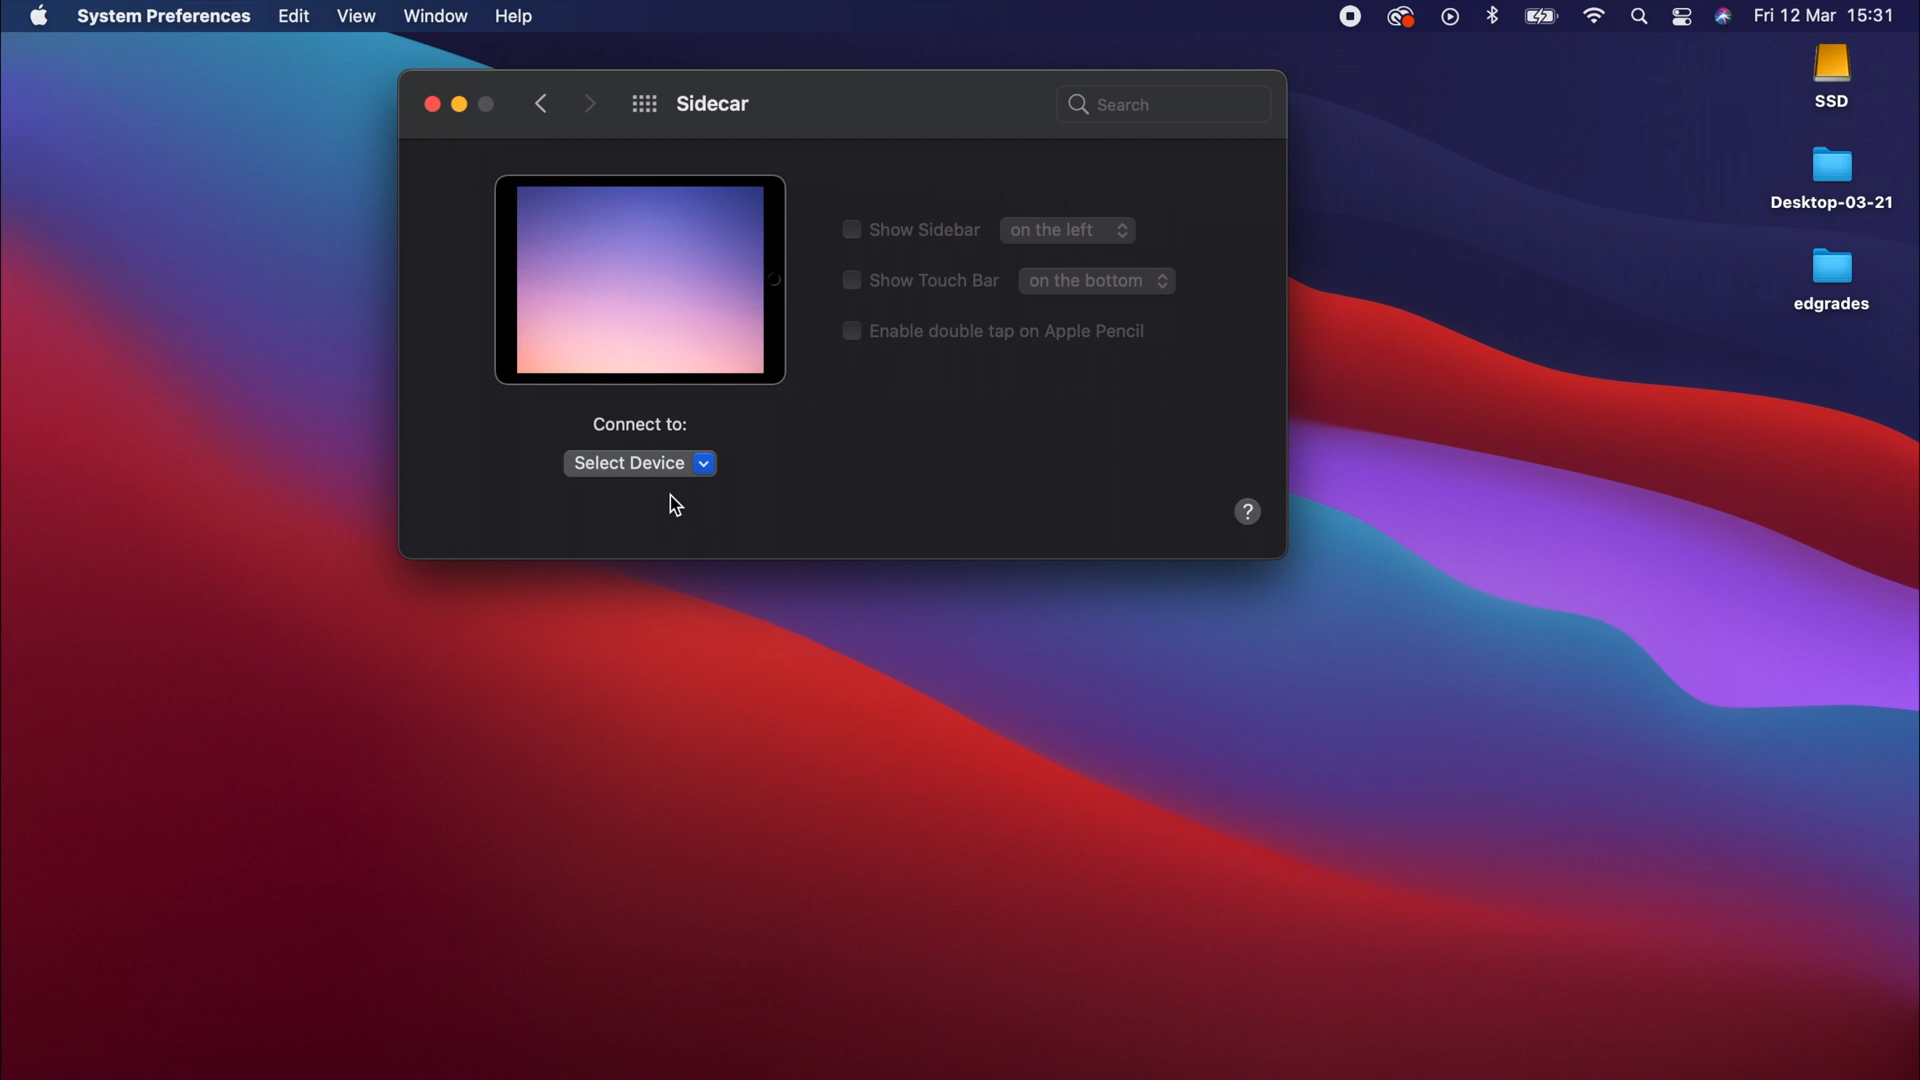 System Preferences Edit View Window Help Fri 12 Mar 15:31
SSD
Desktop-03-21
edgrades
Sidecar
Search
Show Sidebar on the left
Show Touch Bar on the bottom
Enable double tap on Apple Pencil
Connect to:
Select Device
?